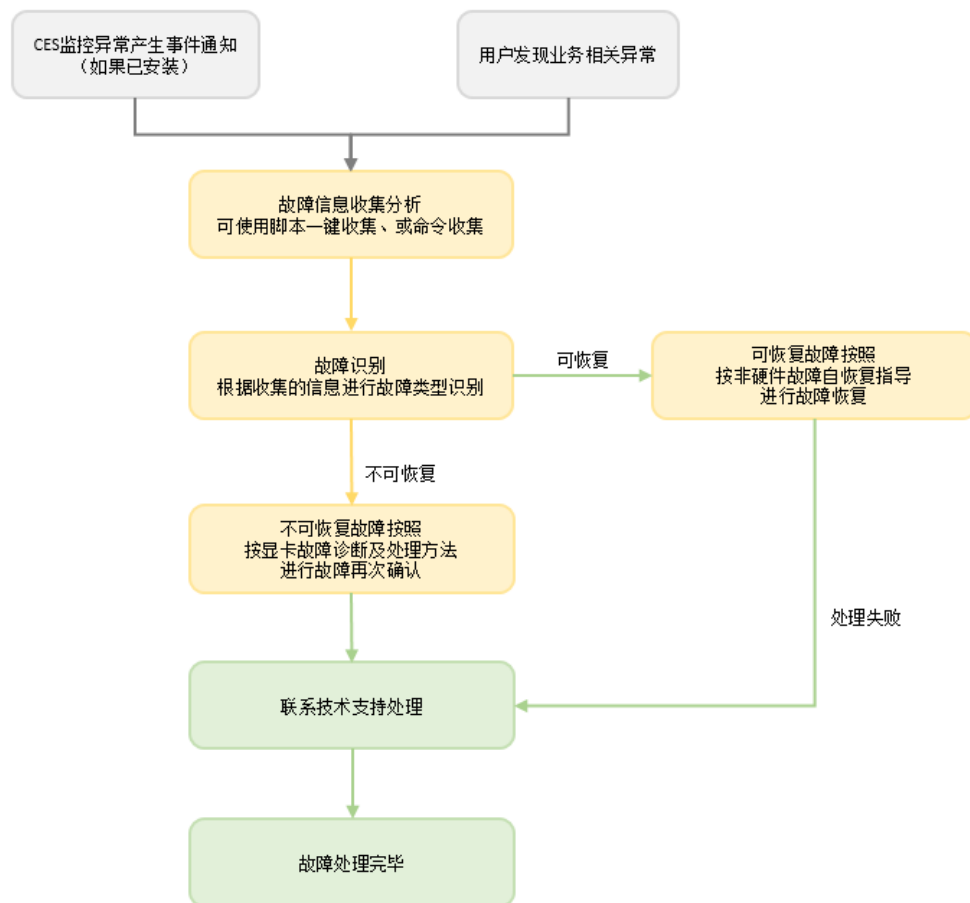 CES监控异常产生事件通知
（如果已安装）
用户发现业务相关异常
故障信息收集分析
可使用脚本一键收集、或命令收集
故障识别
根据收集的信息进行故障类型识别
可恢复
可恢复故障按照
按非硬件故障自恢复指导
进行故障恢复
不可恢复
不可恢复故障按照
按显卡故障诊断及处理方法
进行故障再次确认
处理失败
联系技术支持处理
故障处理完毕